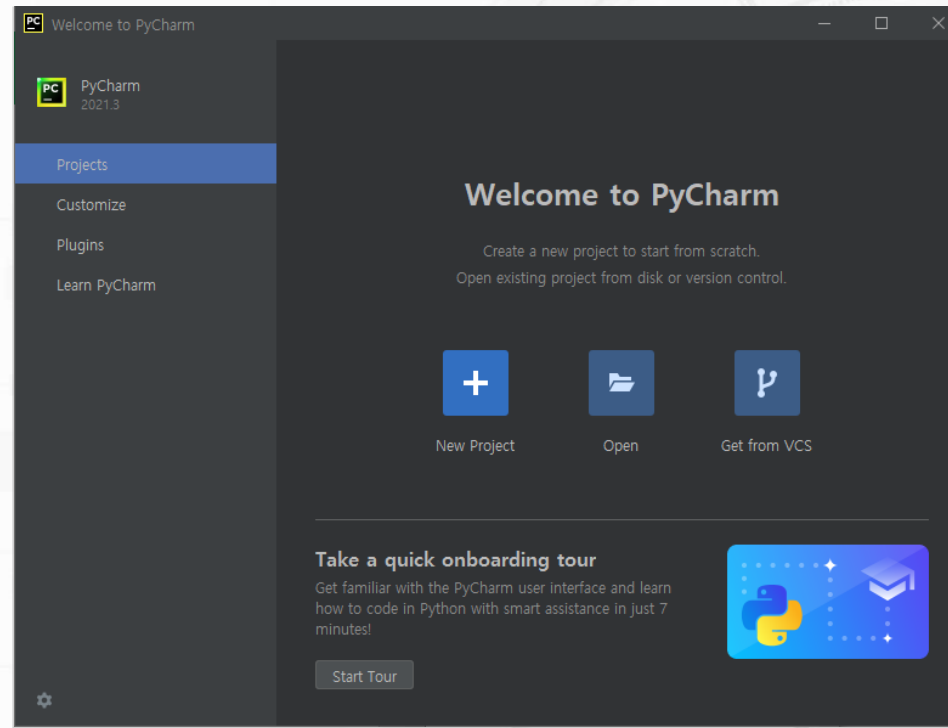 PC Welcome to PyCharm
PC PyCharm
2021.3
Projects
Customize
Plugins
Learn PyCharm
Welcome to PyCharm
Create a new project to start from scratch.
Open existing project from disk or version control.
New Project Open Get from VCS
Take a quick onboarding tour
Get familiar with the PyCharm user interface and learn
how to code in Python with smart assistance in just 7
minutes!
Start Tour